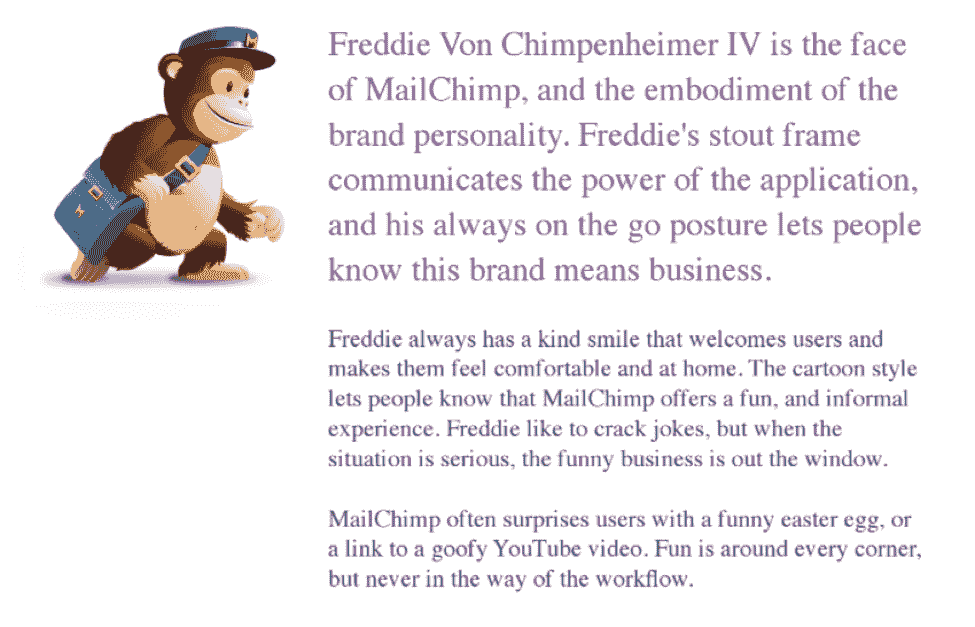 Freddie Von Chimpenheimer IV is the face
of MailChimp, and the embodiment of the
brand personality. Freddie's stout frame
communicates the power of the application,
and his always on the go posture lets people
know this brand means business.
Freddie always has a kind smile that welcomes users and
makes them feel comfortable and at home. The cartoon style
lets people know that MailChimp offers a fun, and informal
experience. Freddie like to crack jokes, but when the
situation is serious, the funny business is out the window.
MailChimp often surprises users with a funny easter egg, or
a link to a goofy YouTube video. Fun is around every corner,
but never in the way of the workflow.